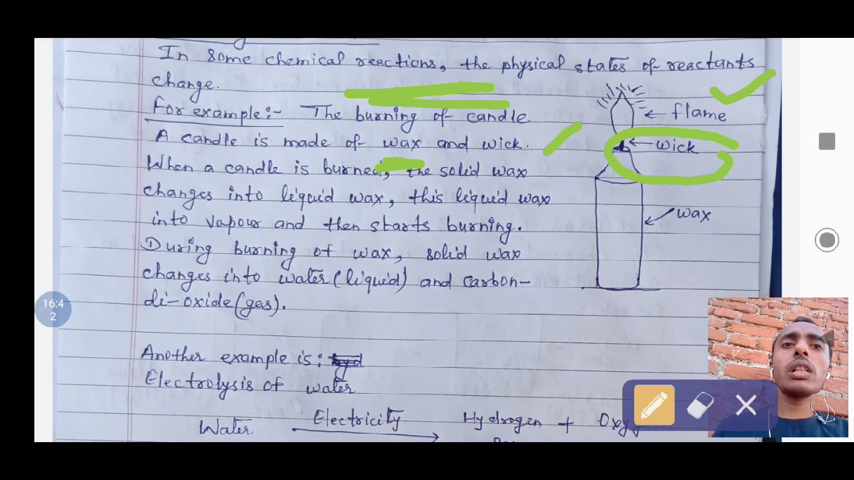 In some chemical reactions, the physical states of reactants
change.
For example:- The burning of candle
A candle is made of wax and wick.
When a candle is burned, the solid wax
changes into liquid wax, this liquid wax
into vapour and then starts burning.
During burning of wax, solid wax
changes into water (liquid) and carbon-
di-oxide (gas).
flame
wick
wax
16:4
2
Another example is:
Electrolysis of water
Water Electricity Hydrogen +